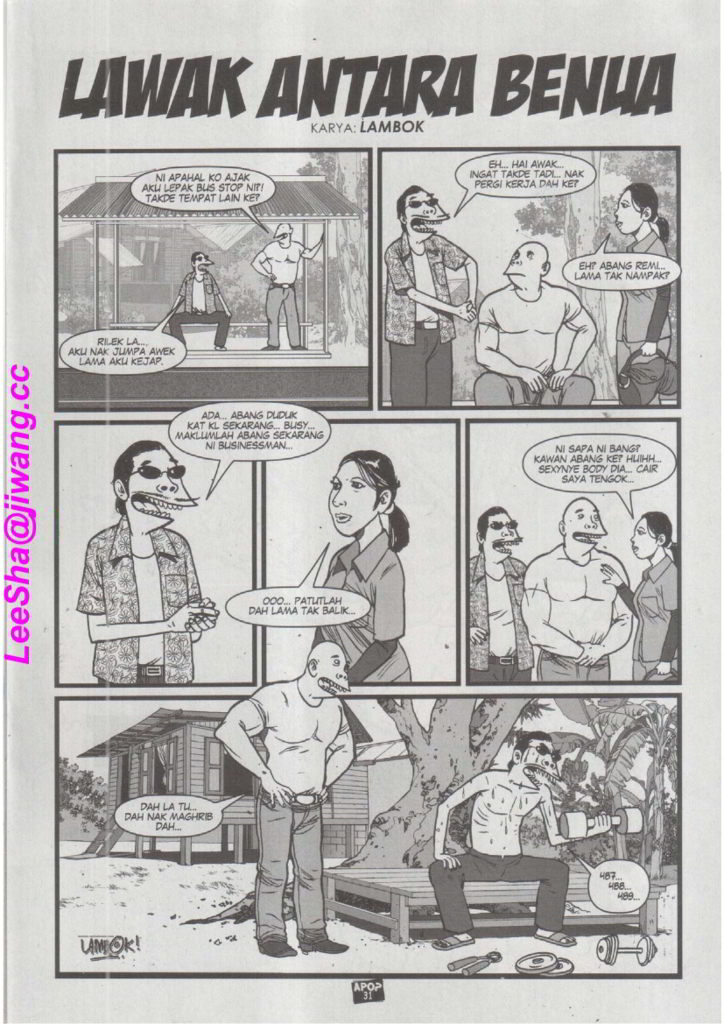 LAWAK ANTARA BENUA
KARYA: LAMBOK
NI APAHAL KO AJAK
AKU LEPAK BUS STOP NI?!
TAKDE TEMPAT LAIN KE?
RILEK LA...
AKU NAK JUMPA AWEK
LAMA AKU KEJAP.
EH... HAI AWAK...
INGAT TAKDE TADI... NAK
PERGI KERJA DAH KE?
EH? ABANG REMI...
LAMA TAK NAMPAK?
ADA... ABANG DUDUK
KAT KL SEKARANG... BUSY...
MAKLUMLAH ABANG SEKARANG
NI BUSINESSMAN...
OOO... PATUTLAH
DAH LAMA TAK BALIK...
NI SAPA NI BANG?
KAWAN ABANG KE? HUIHH...
SEXYNYE BODY DIA... CAIR
SAYA TENGOK...
DAH LA TU...
DAH NAK MAGHRIB
DAH...
487...
488...
489...
LAMBOK!
APO?
31
LeeSha@jiwang.cc